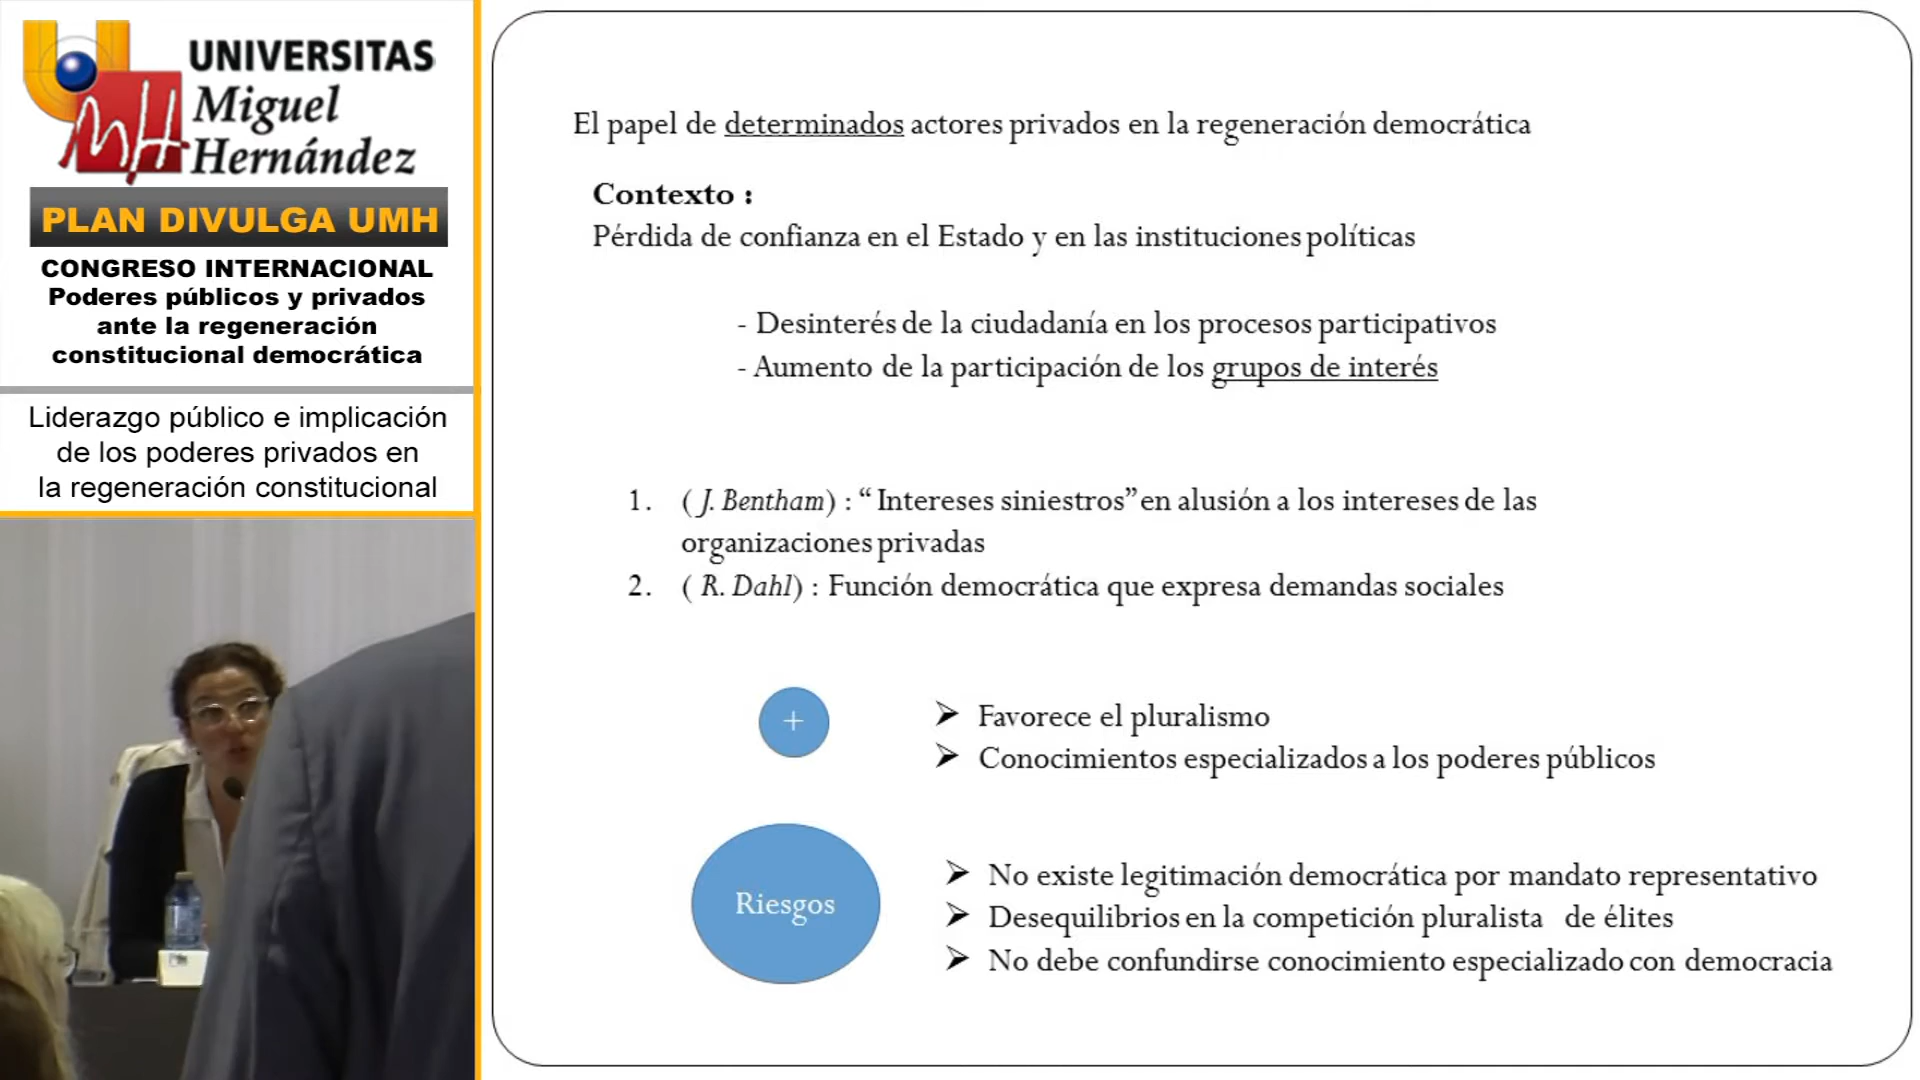 UNIVERSITAS
Miguel
Hernández
PLAN DIVULGA UMH
CONGRESO INTERNACIONAL
Poderes públicos y privados
ante la regeneración
constitucional democrática
Liderazgo público e implicación
de los poderes privados en
la regeneración constitucional
El papel de determinados actores privados en la regeneración democrática
Contexto :
Pérdida de confianza en el Estado y en las instituciones políticas
- Desinterés de la ciudadanía en los procesos participativos
- Aumento de la participación de los grupos de interés
1. ( J. Bentham) : “ Intereses siniestros” en alusión a los intereses de las
organizaciones privadas
2. ( R. Dahl) : Función democrática que expresa demandas sociales
+
➢ Favorece el pluralismo
➢ Conocimientos especializados a los poderes públicos
Riesgos
➢ No existe legitimación democrática por mandato representativo
➢ Desequilibrios en la competición pluralista de élites
➢ No debe confundirse conocimiento especializado con democracia